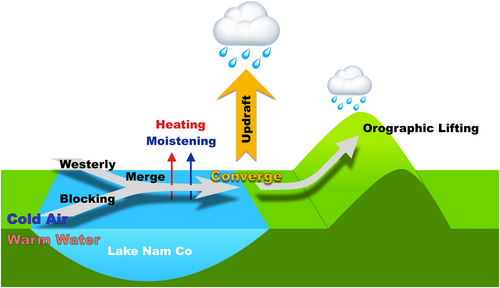 Heating
Moistening
Updraft
Orographic Lifting
Westerly
Merge
Converge
Blocking
Cold Air
Warm Water
Lake Nam Co